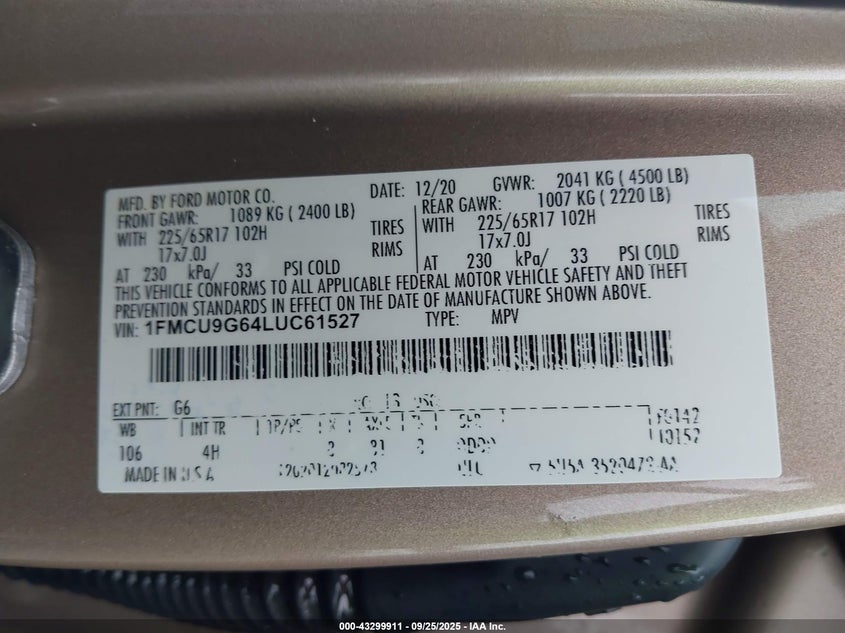 MFD. BY FORD MOTOR CO. DATE: 12/20 GVWR: 2041 KG ( 4500 LB)
FRONT GAWR: 1089 KG ( 2400 LB) REAR GAWR: 1007 KG ( 2220 LB)
WITH 225/65R17 102H TIRES WITH 225/65R17 102H TIRES
17x7.0J RIMS 17x7.0J RIMS
AT 230 kPa/ 33 PSI COLD AT 230 kPa/ 33 PSI COLD
THIS VEHICLE CONFORMS TO ALL APPLICABLE FEDERAL MOTOR VEHICLE SAFETY AND THEFT
PREVENTION STANDARDS IN EFFECT ON THE DATE OF MANUFACTURE SHOWN ABOVE.
VIN: 1FMCU9G64LUC61527 TYPE: MPV
EXT PNT: G6
WB INT TR TP/PS F0142
106 4H 10152
MADE IN U.S.A
000-43299911 - 09/25/2025 - IAA Inc.